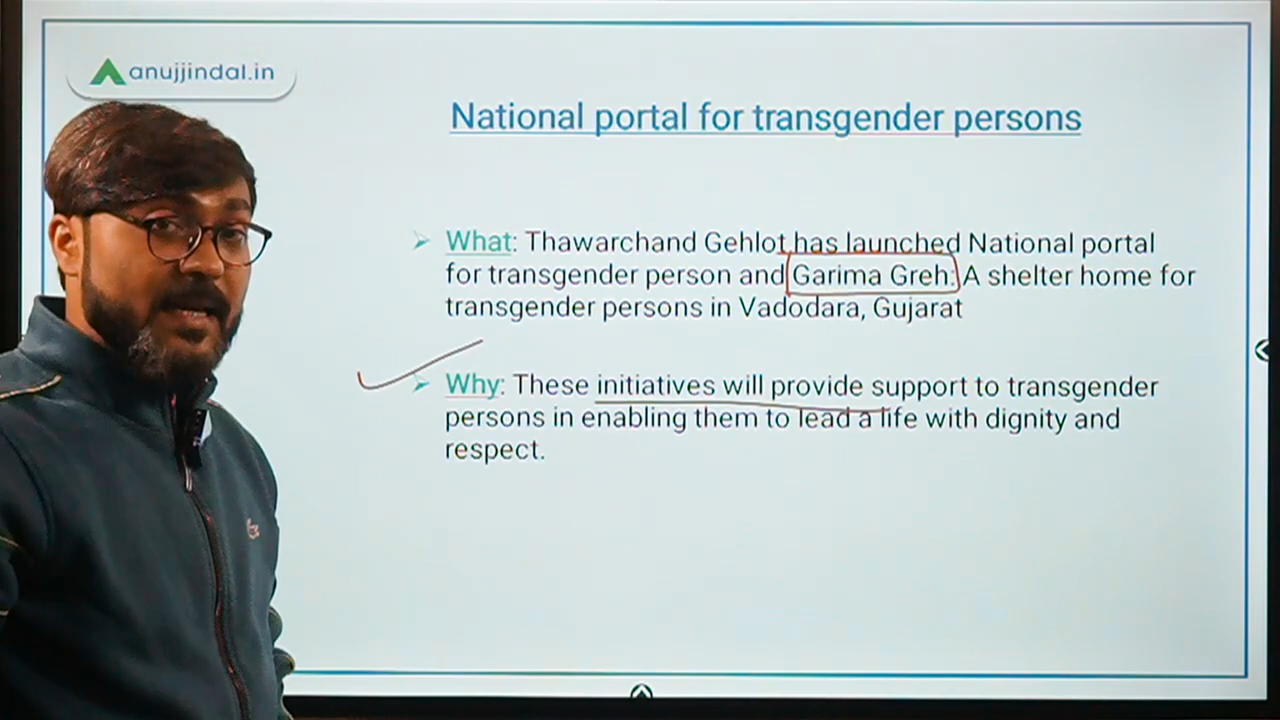 anujjindal.in
National portal for transgender persons
What: Thawarchand Gehlot has launched National portal
for transgender person and Garima Greh: A shelter home for
transgender persons in Vadodara, Gujarat
Why: These initiatives will provide support to transgender
persons in enabling them to lead a life with dignity and
respect.